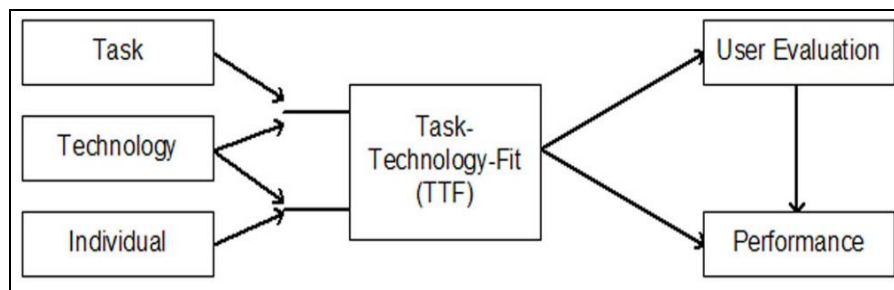 Task
Technology
Individual
Task-
Technology-Fit
(TTF)
User Evaluation
Performance